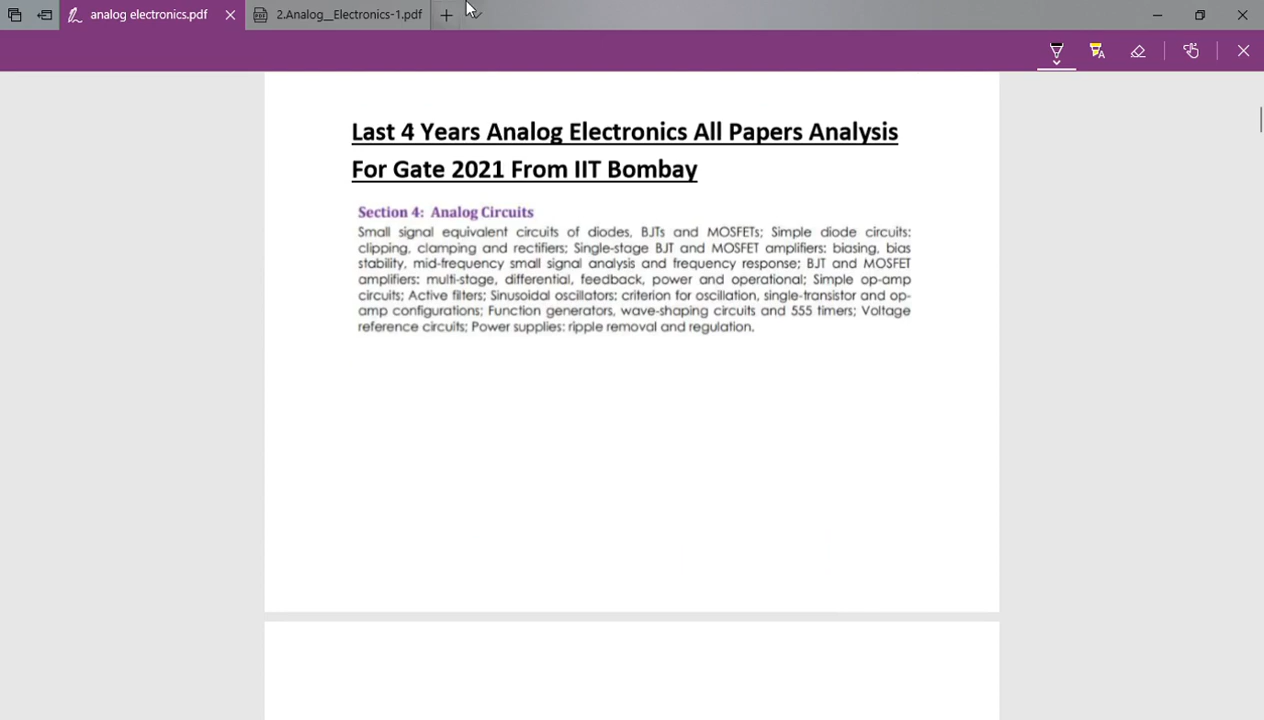 analog electronics.pdf
2.Analog__Electronics-1.pdf
Last 4 Years Analog Electronics All Papers Analysis
For Gate 2021 From IIT Bombay
Section 4: Analog Circuits
Small signal equivalent circuits of diodes, BJTs and MOSFETs; Simple diode circuits:
clipping, clamping and rectifiers; Single-stage BJT and MOSFET amplifiers: biasing, bias
stability, mid-frequency small signal analysis and frequency response; BJT and MOSFET
amplifiers: multi-stage, differential, feedback, power and operational; Simple op-amp
circuits; Active filters; Sinusoidal oscillators: criterion for oscillation, single-transistor and op-
amp configurations; Function generators, wave-shaping circuits and 555 timers; Voltage
reference circuits; Power supplies: ripple removal and regulation.